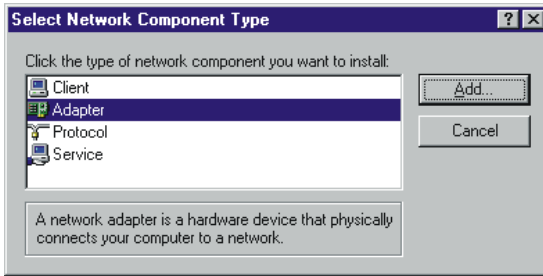 Select Network Component Type
Click the type of network component you want to install:
Client
Adapter
Protocol
Service
Add...
Cancel
A network adapter is a hardware device that physically
connects your computer to a network.